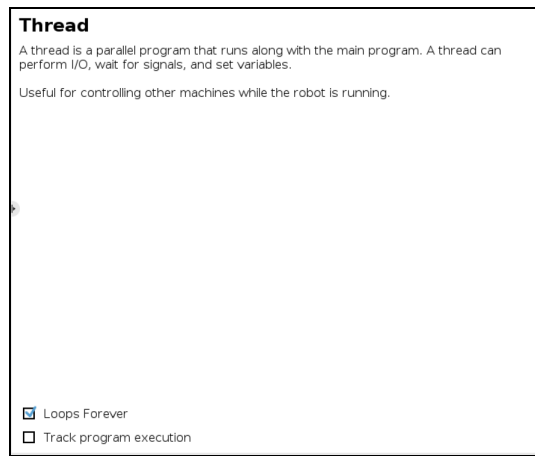 Thread
A thread is a parallel program that runs along with the main program. A thread can
perform I/O, wait for signals, and set variables.
Useful for controlling other machines while the robot is running.
Loops Forever
Track program execution